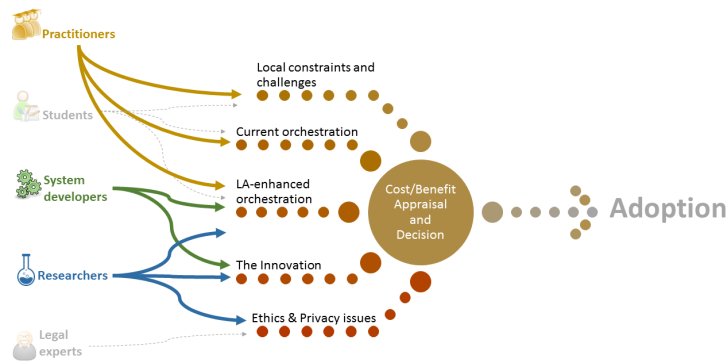 Practitioners
Students
System
developers
Researchers
Legal
experts
Local constraints and
challenges
Current orchestration
LA-enhanced
orchestration
The Innovation
Ethics & Privacy issues
Cost/Benefit
Appraisal
and
Decision
Adoption